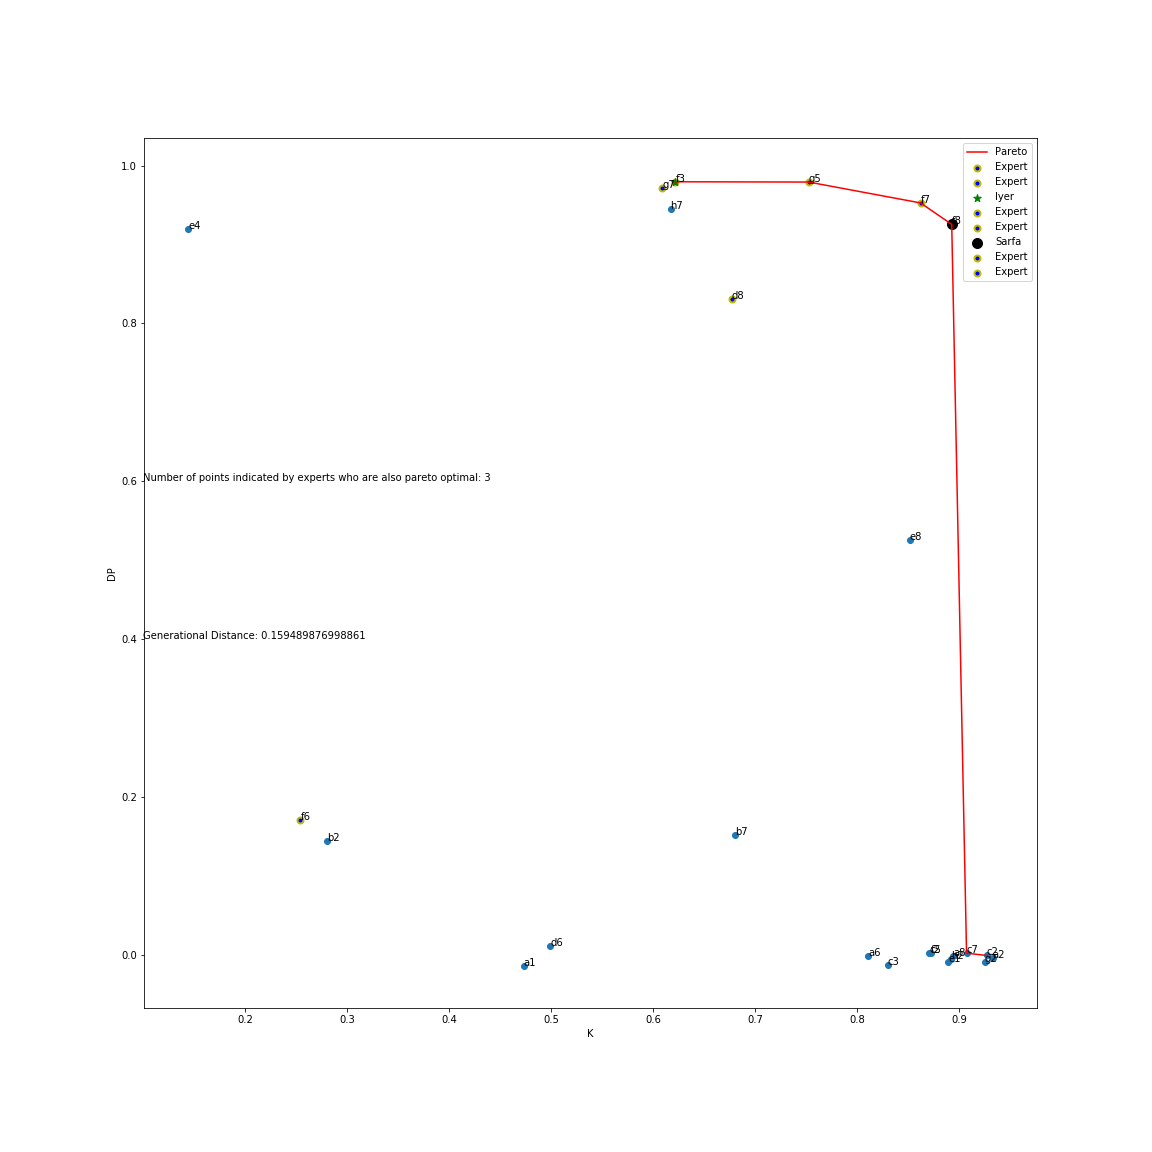 1.0
f3
g5
Pareto
g7
Expert
Expert
h7
f7
Iyer
Expert
e4
Expert
Sarfa
Expert
Expert
d8
0.8
e8
Number of points indicated by experts who are also pareto optimal: 3
0.6
DP
Generational Distance: 0.159489876998861
0.4
f6
b2
b7
0.2
d6
a1
a6
c3
c7
c2
a2
0.0
0.2
0.3
0.4
0.5
0.6
0.7
0.8
0.9
K